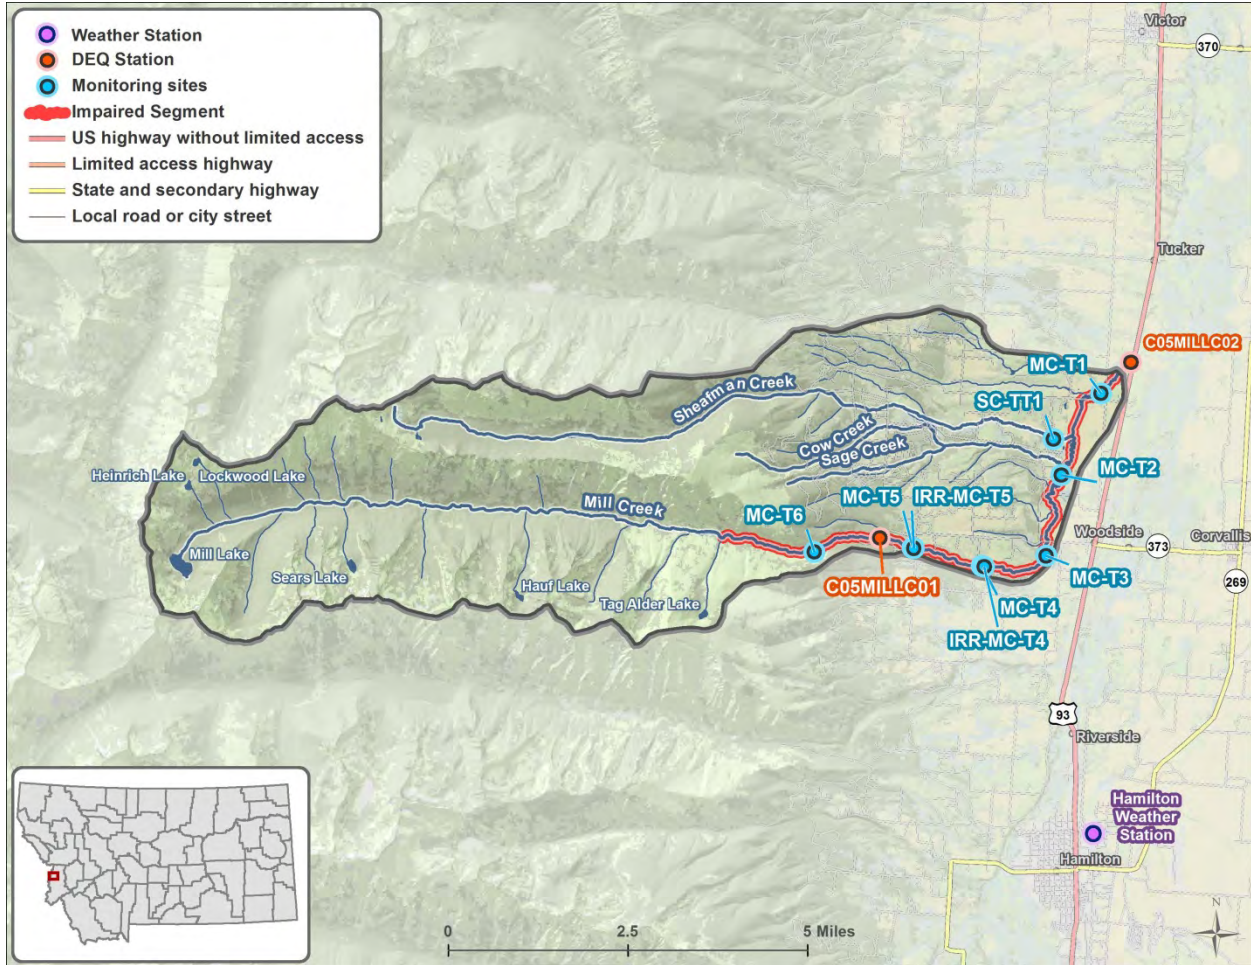 Weather Station
DEQ Station
Monitoring sites
Impaired Segment
US highway without limited access
Limited access highway
State and secondary highway
Local road or city street
Victor
370
Tucker
C05MILLC02
MC-T1
Sheafman Creek
SC-TT1
Cow Creek
Sage Creek
Heinrich Lake
Lockwood Lake
MC-T2
Mill Creek
MC-T5
IRR-MC-T5
MC-T6
Woodside
373
Corvallis
Mill Lake
Sears Lake
Hauf Lake
Tag Alder Lake
C05MILLC01
MC-T3
269
MC-T4
IRR-MC-T4
93
Riverside
Hamilton
Weather
Station
Hamilton
N
0
2.5
5 Miles